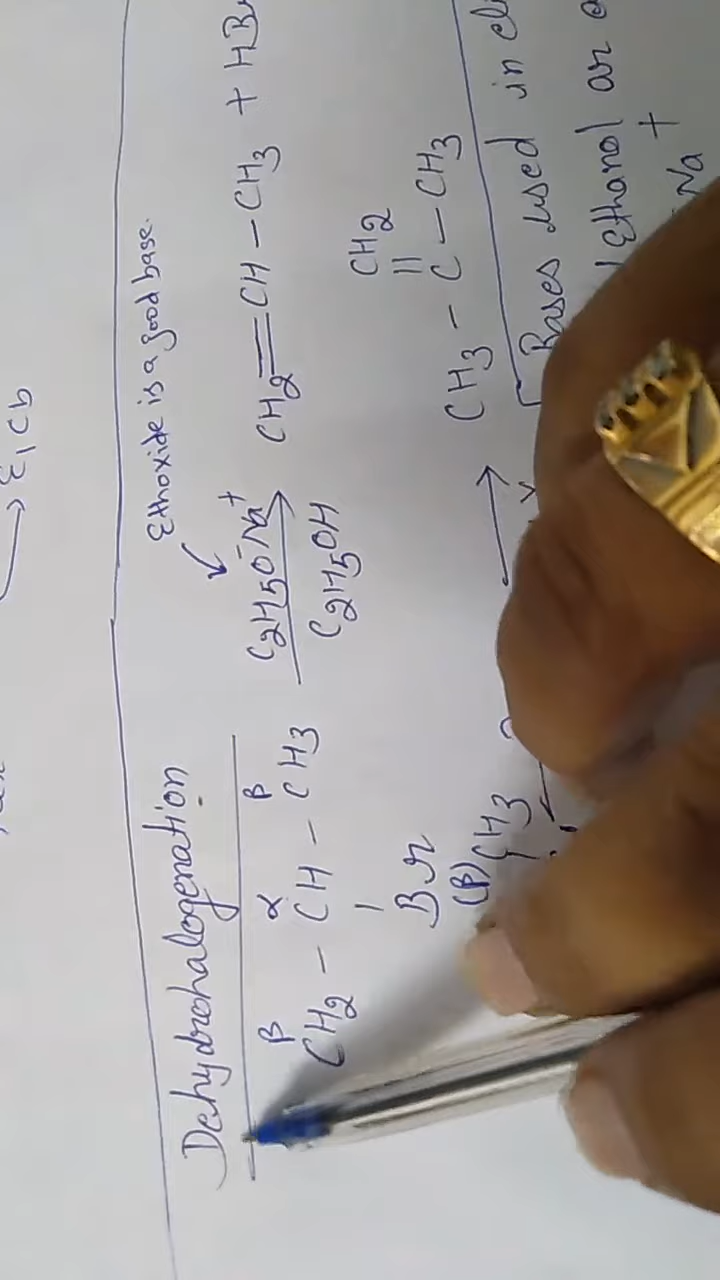 E1cb
Ethoxide is a good base.
Dehydrohalogenation
β α β
CH2 - CH - CH3 C2H5O⁻Na⁺ CH2=CH-CH3 + HBr
| C2H5OH
Br
(β) CH2
CH3 ||
→ CH3 - C - CH3
Bases used in
Ethanol or
Na +